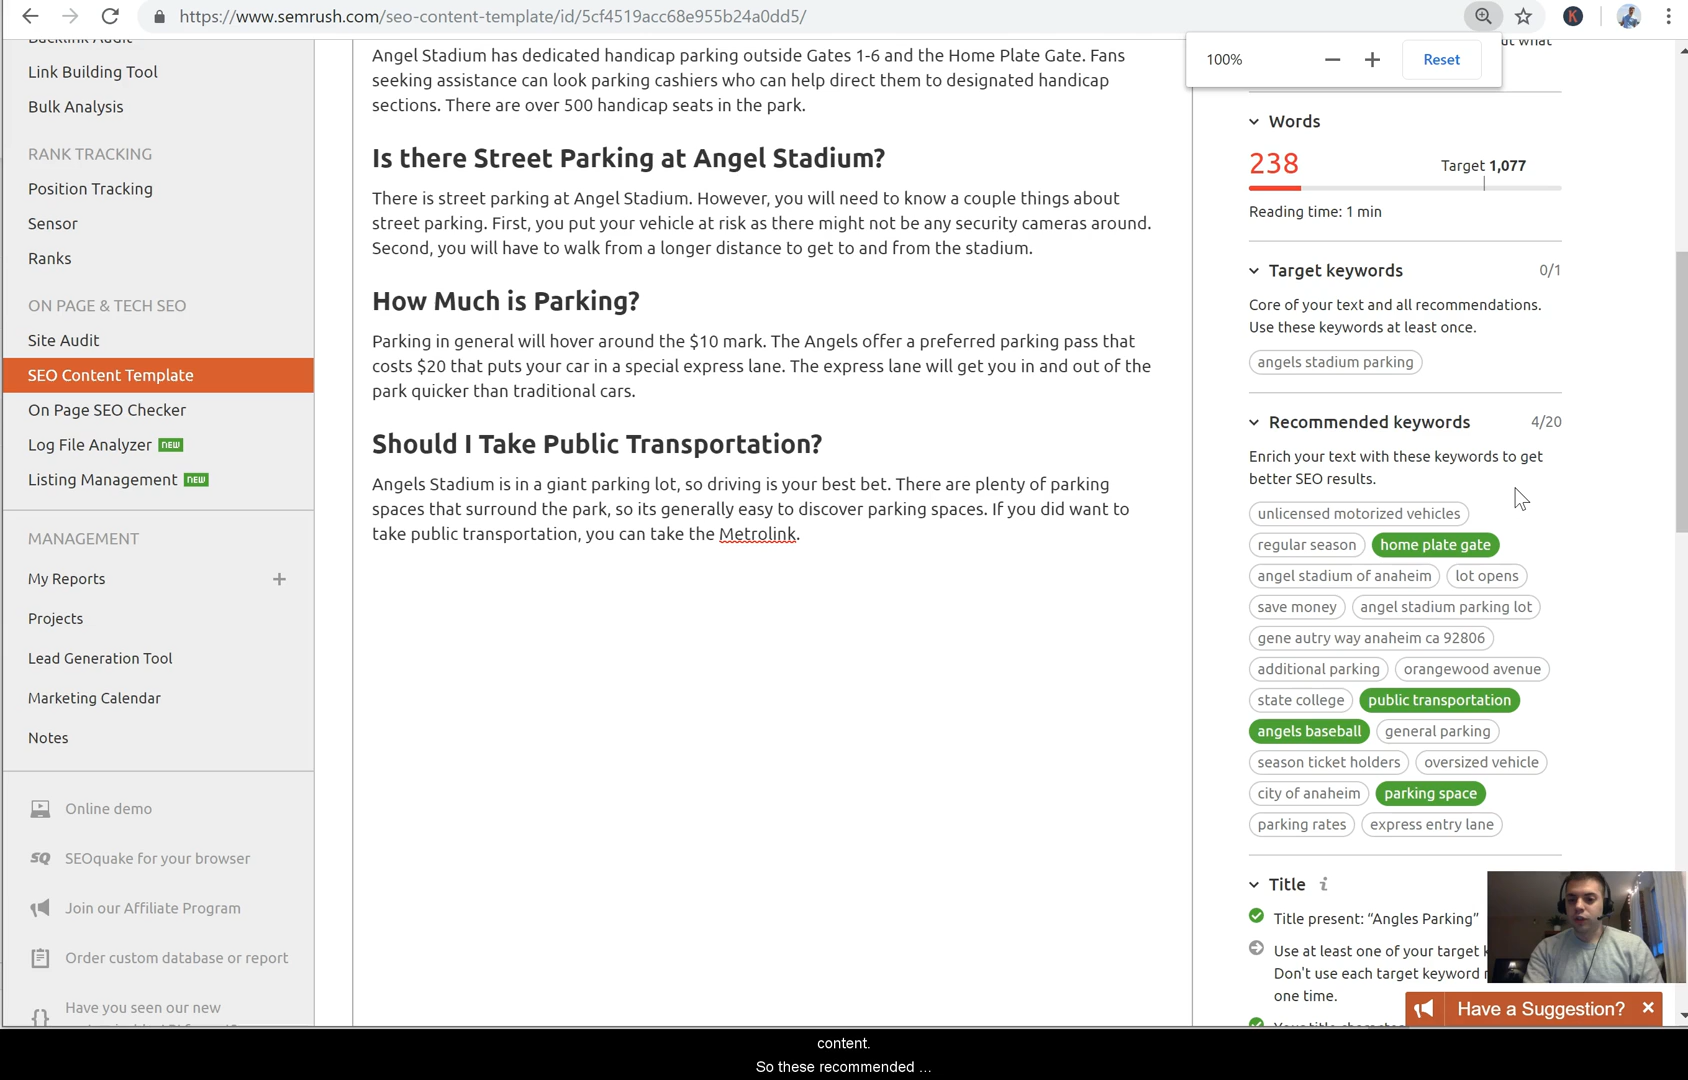 https://www.semrush.com/seo-content-template/id/5cf4519acc68e955b24a0dd5/
K
100%
Reset
Backlink Audit
Link Building Tool
Bulk Analysis
RANK TRACKING
Position Tracking
Sensor
Ranks
ON PAGE & TECH SEO
Site Audit
SEO Content Template
On Page SEO Checker
Log File Analyzer NEW
Listing Management NEW
MANAGEMENT
My Reports +
Projects
Lead Generation Tool
Marketing Calendar
Notes
Online demo
SQ SEOquake for your browser
Join our Affiliate Program
Order custom database or report
{} Have you seen our new
Angel Stadium has dedicated handicap parking outside Gates 1-6 and the Home Plate Gate. Fans
seeking assistance can look parking cashiers who can help direct them to designated handicap
sections. There are over 500 handicap seats in the park.
Is there Street Parking at Angel Stadium?
There is street parking at Angel Stadium. However, you will need to know a couple things about
street parking. First, you put your vehicle at risk as there might not be any security cameras around.
Second, you will have to walk from a longer distance to get to and from the stadium.
How Much is Parking?
Parking in general will hover around the $10 mark. The Angels offer a preferred parking pass that
costs $20 that puts your car in a special express lane. The express lane will get you in and out of the
park quicker than traditional cars.
Should I Take Public Transportation?
Angels Stadium is in a giant parking lot, so driving is your best bet. There are plenty of parking
spaces that surround the park, so its generally easy to discover parking spaces. If you did want to
take public transportation, you can take the Metrolink.
out what
Words
238 Target 1,077
Reading time: 1 min
Target keywords 0/1
Core of your text and all recommendations.
Use these keywords at least once.
angels stadium parking
Recommended keywords 4/20
Enrich your text with these keywords to get
better SEO results.
unlicensed motorized vehicles
regular season home plate gate
angel stadium of anaheim lot opens
save money angel stadium parking lot
gene autry way anaheim ca 92806
additional parking orangewood avenue
state college public transportation
angels baseball general parking
season ticket holders oversized vehicle
city of anaheim parking space
parking rates express entry lane
Title i
Title present: “Angles Parking”
Use at least one of your target
Don't use each target keyword
one time.
Have a Suggestion? ×
content.
So these recommended ...